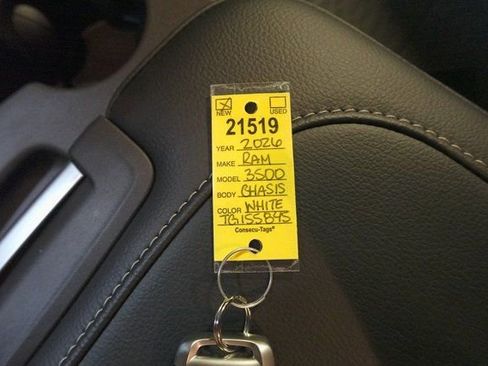 NEW USED
21519
YEAR 2026
MAKE RAM
MODEL 3500
BODY CHASIS
COLOR WHITE
TG155845
Consecu-Tags®